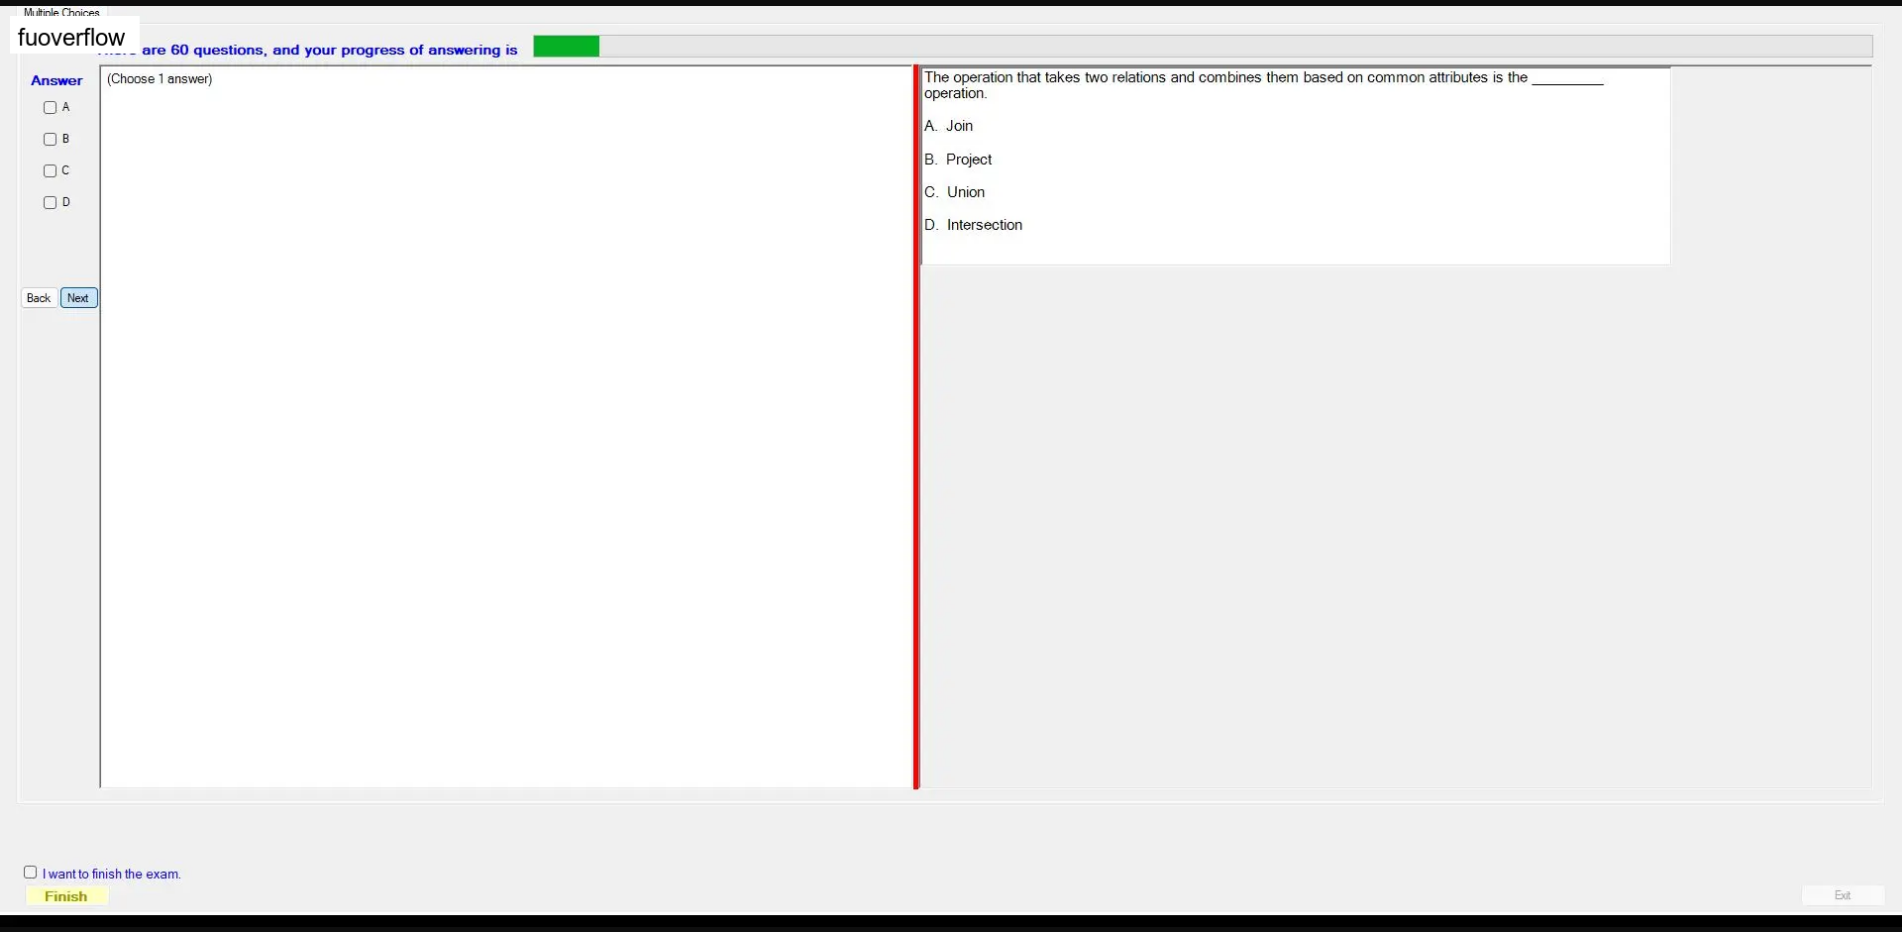 Multiple Choices
fuoverflow
are 60 questions, and your progress of answering is
Answer
(Choose 1 answer)
A
B
C
D
Back
Next
The operation that takes two relations and combines them based on common attributes is the _________
operation.
A. Join
B. Project
C. Union
D. Intersection
I want to finish the exam.
Finish
Exit